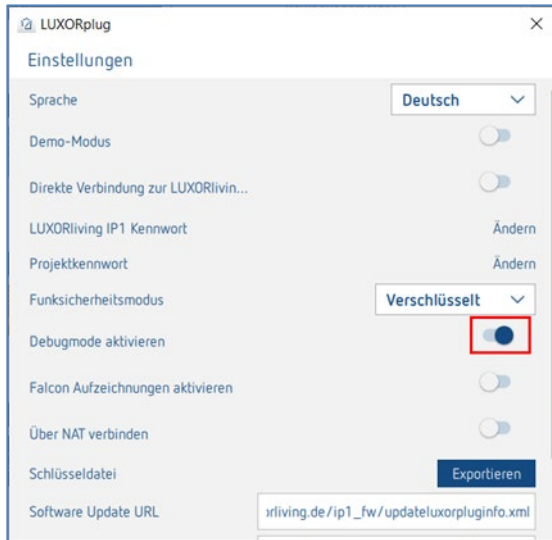 LUXORplug
Einstellungen
Sprache Deutsch
Demo-Modus
Direkte Verbindung zur LUXORlivin...
LUXORliving IP1 Kennwort Ändern
Projektkennwort Ändern
Funksicherheitsmodus Verschlüsselt
Debugmode aktivieren
Falcon Aufzeichnungen aktivieren
Über NAT verbinden
Schlüsseldatei Exportieren
Software Update URL orliving.de/ip1_fw/updateluxorpluginfo.xml